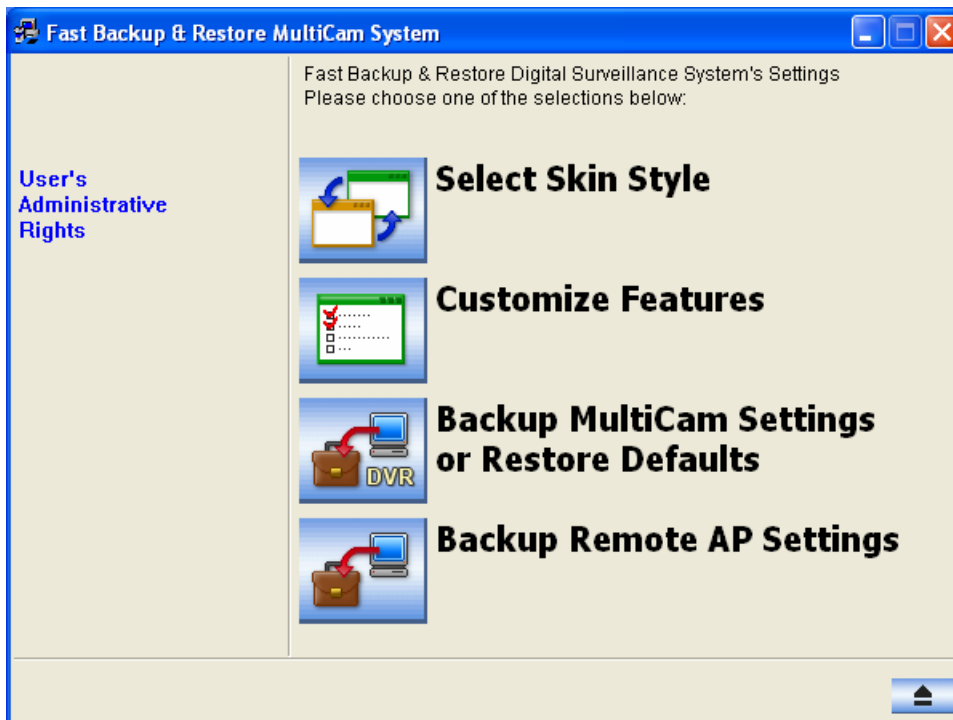 Fast Backup & Restore MultiCam System
Fast Backup & Restore Digital Surveillance System's Settings
Please choose one of the selections below:
User's
Administrative
Rights
Select Skin Style
Customize Features
Backup MultiCam Settings
or Restore Defaults
DVR
Backup Remote AP Settings